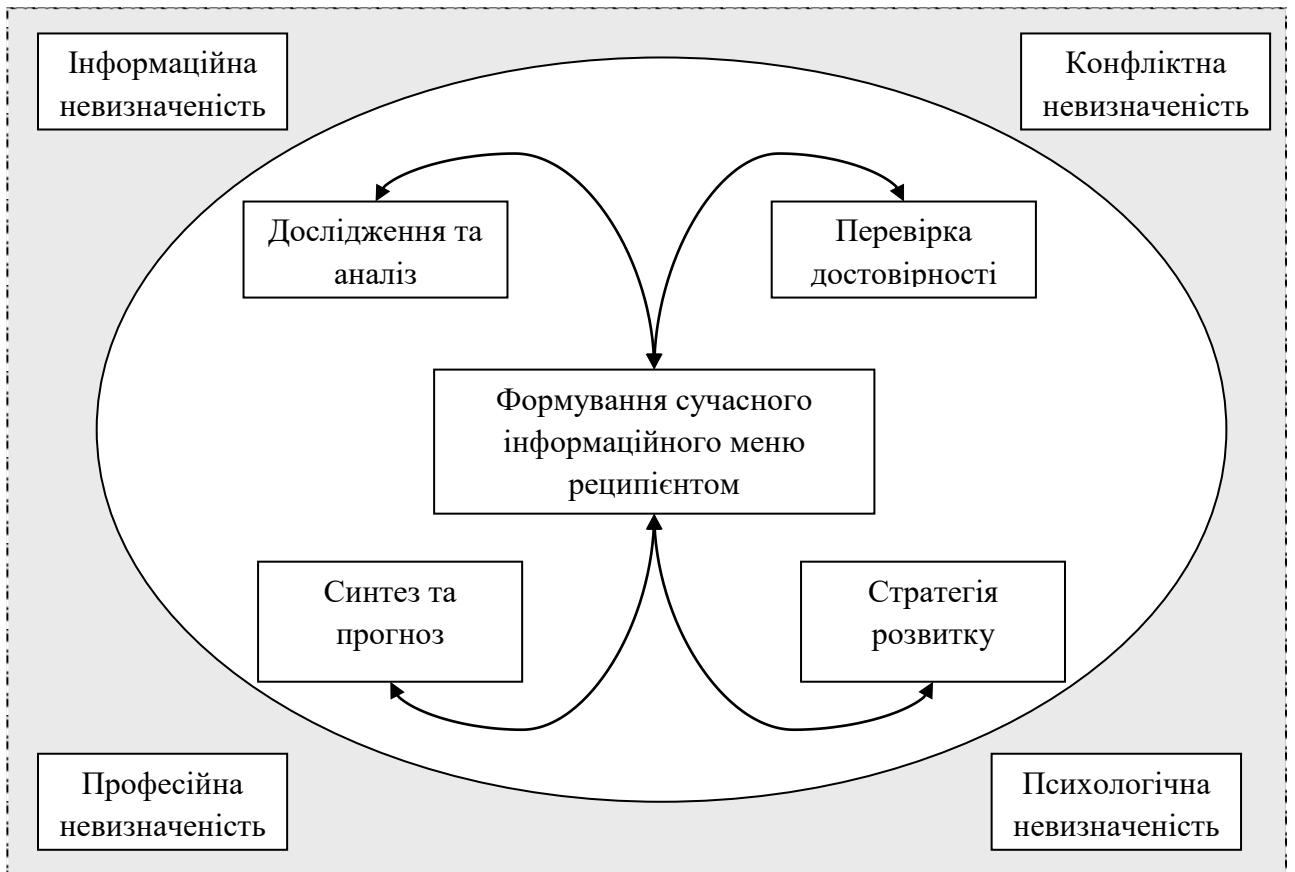 Інформаційна
невизначеність
Конфліктна
невизначеність
Дослідження та
аналіз
Перевірка
достовірності
Формування сучасного
інформаційного меню
реципієнтом
Синтез та
прогноз
Стратегія
розвитку
Професійна
невизначеність
Психологічна
невизначеність